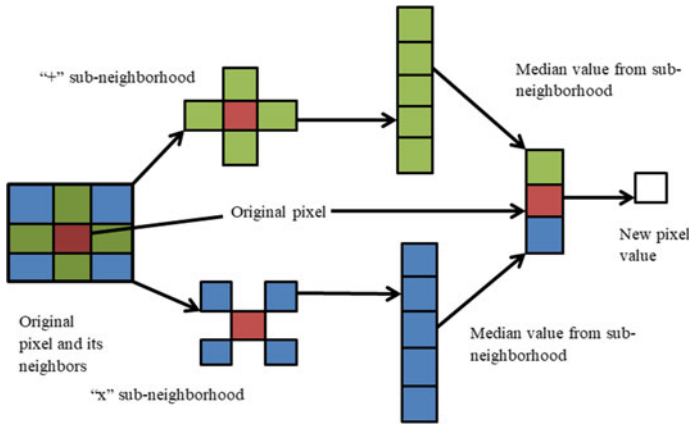 “+” sub-neighborhood
Median value from sub-
neighborhood
Original pixel
New pixel
value
Original
pixel and its
neighbors
Median value from sub-
neighborhood
“x” sub-neighborhood